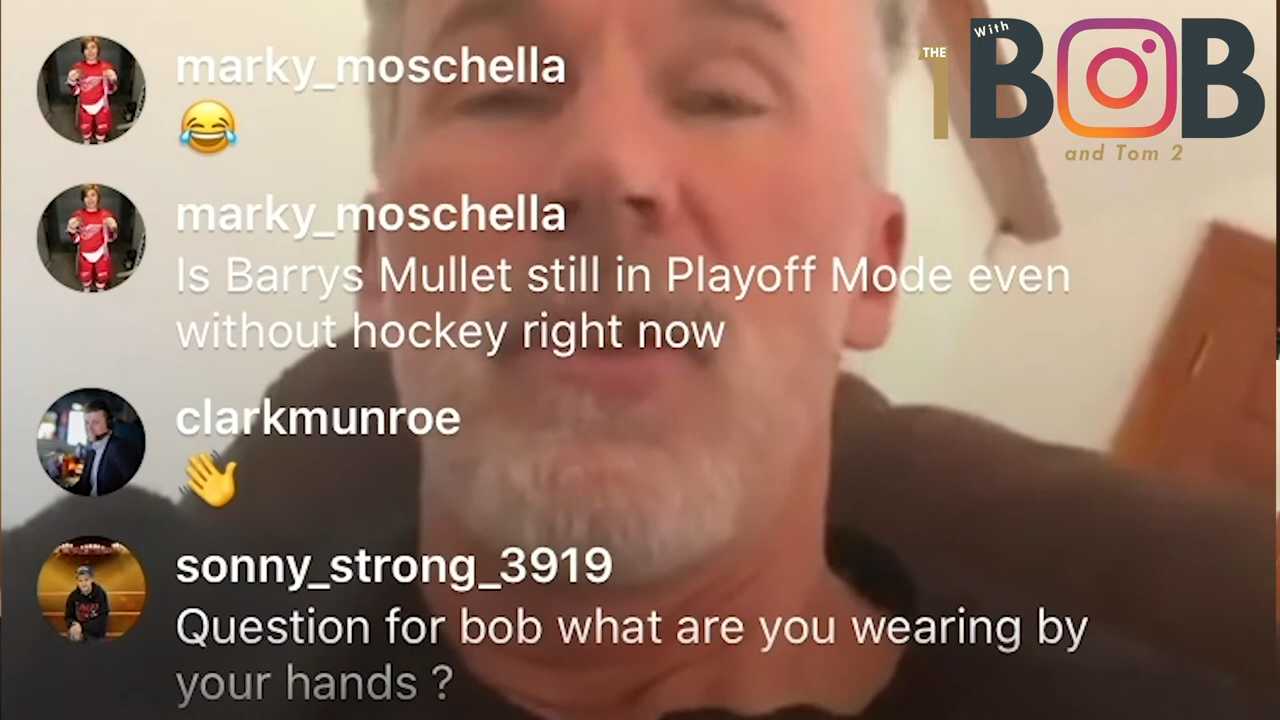 marky_moschella
😂
marky_moschella
Is Barrys Mullet still in Playoff Mode even
without hockey right now
clarkmunroe
👋
sonny_strong_3919
Question for bob what are you wearing by
your hands ?
THE 1 With BOB
and Tom 2